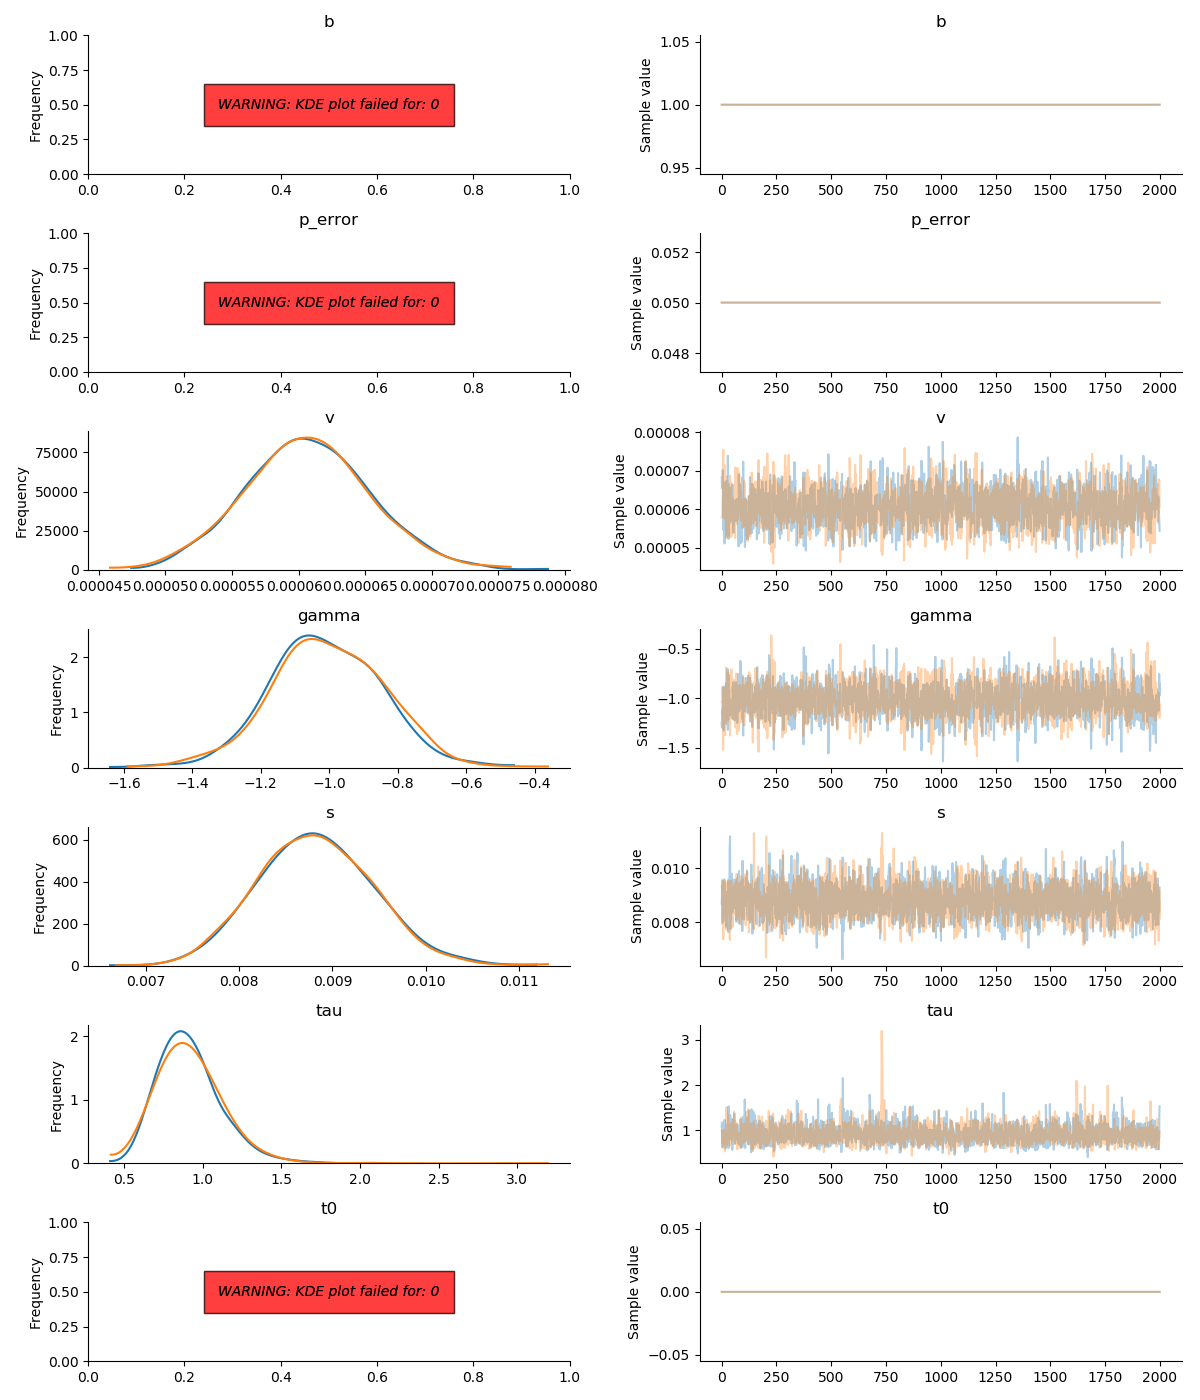 b
b
1.00
0.75
0.50
0.25
0.00
Frequency
WARNING: KDE plot failed for: 0
0.0 0.2 0.4 0.6 0.8 1.0
1.05
1.00
0.95
Sample value
0 250 500 750 1000 1250 1500 1750 2000
p_error
p_error
1.00
0.75
0.50
0.25
0.00
Frequency
WARNING: KDE plot failed for: 0
0.0 0.2 0.4 0.6 0.8 1.0
0.052
0.050
0.048
Sample value
0 250 500 750 1000 1250 1500 1750 2000
v
v
75000
50000
25000
0
Frequency
0.000045 0.000050 0.000055 0.000060 0.000065 0.000070 0.000075 0.000080
0.00008
0.00007
0.00006
0.00005
Sample value
0 250 500 750 1000 1250 1500 1750 2000
gamma
gamma
2
1
0
Frequency
−1.6 −1.4 −1.2 −1.0 −0.8 −0.6 −0.4
−0.5
−1.0
−1.5
Sample value
0 250 500 750 1000 1250 1500 1750 2000
s
s
600
400
200
0
Frequency
0.007 0.008 0.009 0.010 0.011
0.010
0.008
Sample value
0 250 500 750 1000 1250 1500 1750 2000
tau
tau
2
1
0
Frequency
0.5 1.0 1.5 2.0 2.5 3.0
3
2
1
Sample value
0 250 500 750 1000 1250 1500 1750 2000
t0
t0
1.00
0.75
0.50
0.25
0.00
Frequency
WARNING: KDE plot failed for: 0
0.0 0.2 0.4 0.6 0.8 1.0
0.05
0.00
−0.05
Sample value
0 250 500 750 1000 1250 1500 1750 2000